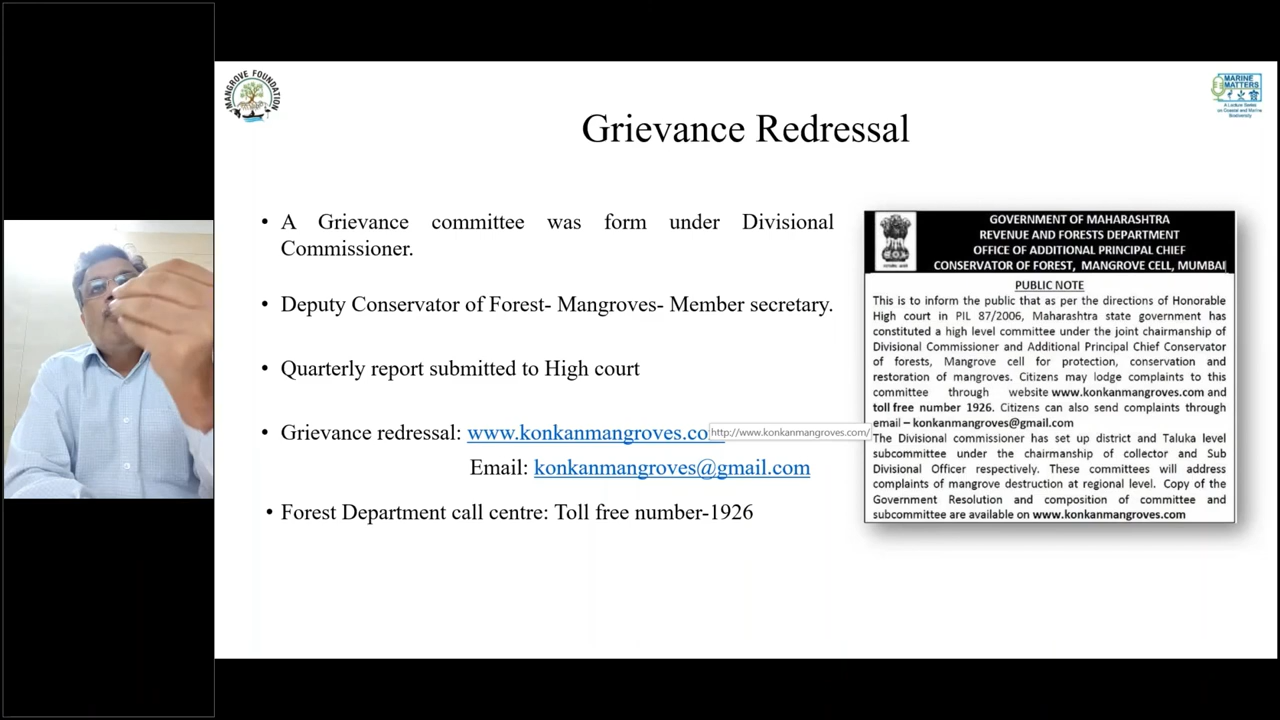 MANGROVE FOUNDATION
MARINE
MATTERS
A Lecture Series
on Coastal and Marine
Biodiversity
Grievance Redressal
• A Grievance committee was form under Divisional
Commissioner.
• Deputy Conservator of Forest- Mangroves- Member secretary.
• Quarterly report submitted to High court
• Grievance redressal: www.konkanmangroves.co
http://www.konkanmangroves.com/
Email: konkanmangroves@gmail.com
• Forest Department call centre: Toll free number-1926
GOVERNMENT OF MAHARASHTRA
REVENUE AND FORESTS DEPARTMENT
OFFICE OF ADDITIONAL PRINCIPAL CHIEF
CONSERVATOR OF FOREST, MANGROVE CELL, MUMBAI
PUBLIC NOTE
This is to inform the public that as per the directions of Honorable
High court in PIL 87/2006, Maharashtra state government has
constituted a high level committee under the joint chairmanship of
Divisional Commissioner and Additional Principal Chief Conservator
of forests, Mangrove cell for protection, conservation and
restoration of mangroves. Citizens may lodge complaints to this
committee through website www.konkanmangroves.com and
toll free number 1926. Citizens can also send complaints through
email – konkanmangroves@gmail.com
The Divisional commissioner has set up district and Taluka level
subcommittee under the chairmanship of collector and Sub
Divisional Officer respectively. These committees will address
complaints of mangrove destruction at regional level. Copy of the
Government Resolution and composition of committee and
subcommittee are available on www.konkanmangroves.com